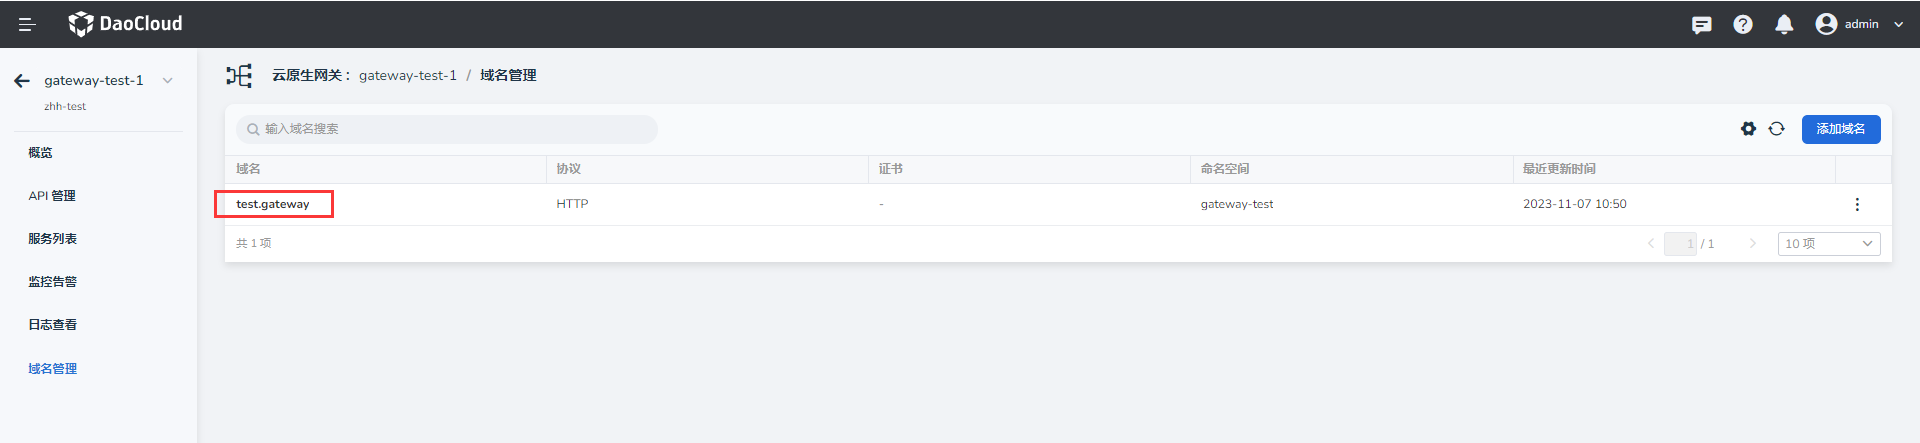 DaoCloud
admin
gateway-test-1
zhh-test
概览
API 管理
服务列表
监控告警
日志查看
域名管理
云原生网关： gateway-test-1 / 域名管理
输入域名搜索
添加域名
域名 协议 证书 命名空间 最近更新时间
test.gateway HTTP - gateway-test 2023-11-07 10:50
共 1 项
1 / 1
10 项